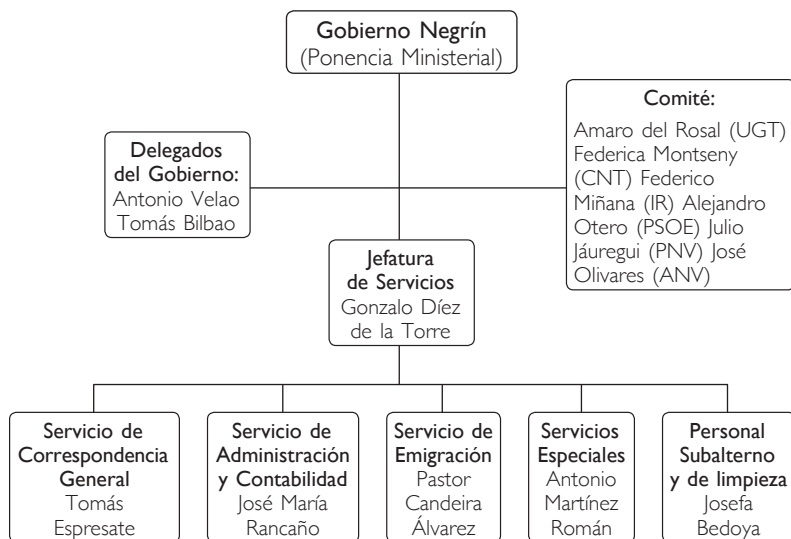 Gobierno Negrín
(Ponencia Ministerial)
Delegados
del Gobierno:
Antonio Velao
Tomás Bilbao
Comité:
Amaro del Rosal (UGT)
Federica Montseny
(CNT) Federico
Miñana (IR) Alejandro
Otero (PSOE) Julio
Jáuregui (PNV) José
Olivares (ANV)
Jefatura
de Servicios
Gonzalo Díez
de la Torre
Servicio de
Correspondencia
General
Tomás
Espresate
Servicio de
Administración
y Contabilidad
José María
Rancaño
Servicio de
Emigración
Pastor
Candeira
Álvarez
Servicios
Especiales
Antonio
Martínez
Román
Personal
Subalterno
y de limpieza
Josefa
Bedoya